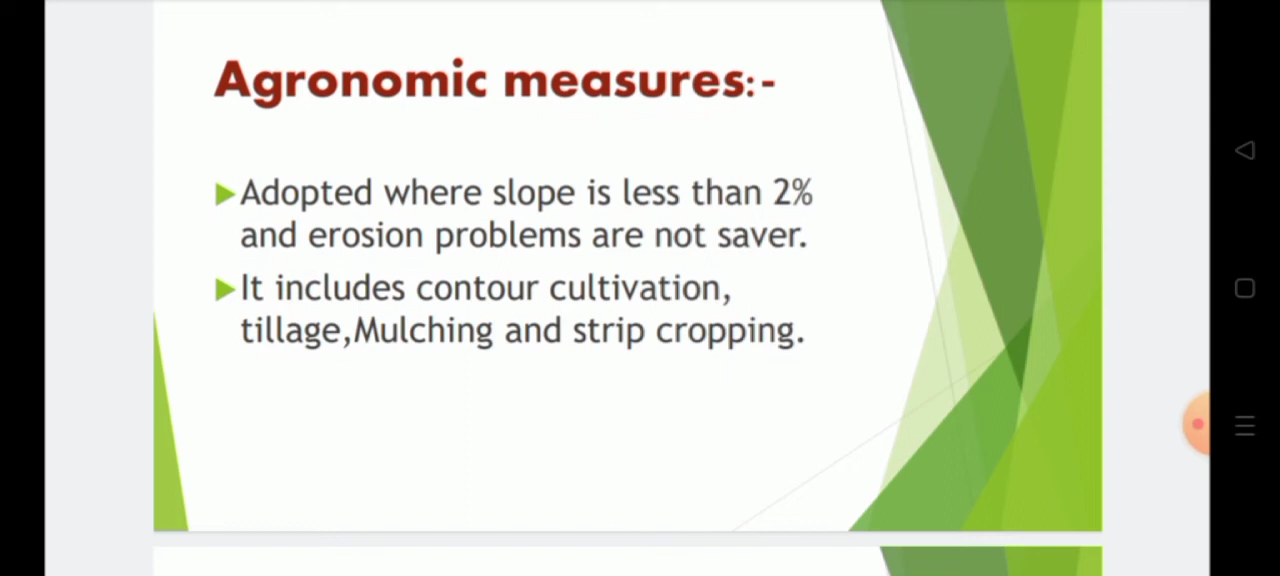 Agronomic measures:-
Adopted where slope is less than 2%
and erosion problems are not saver.
It includes contour cultivation,
tillage,Mulching and strip cropping.